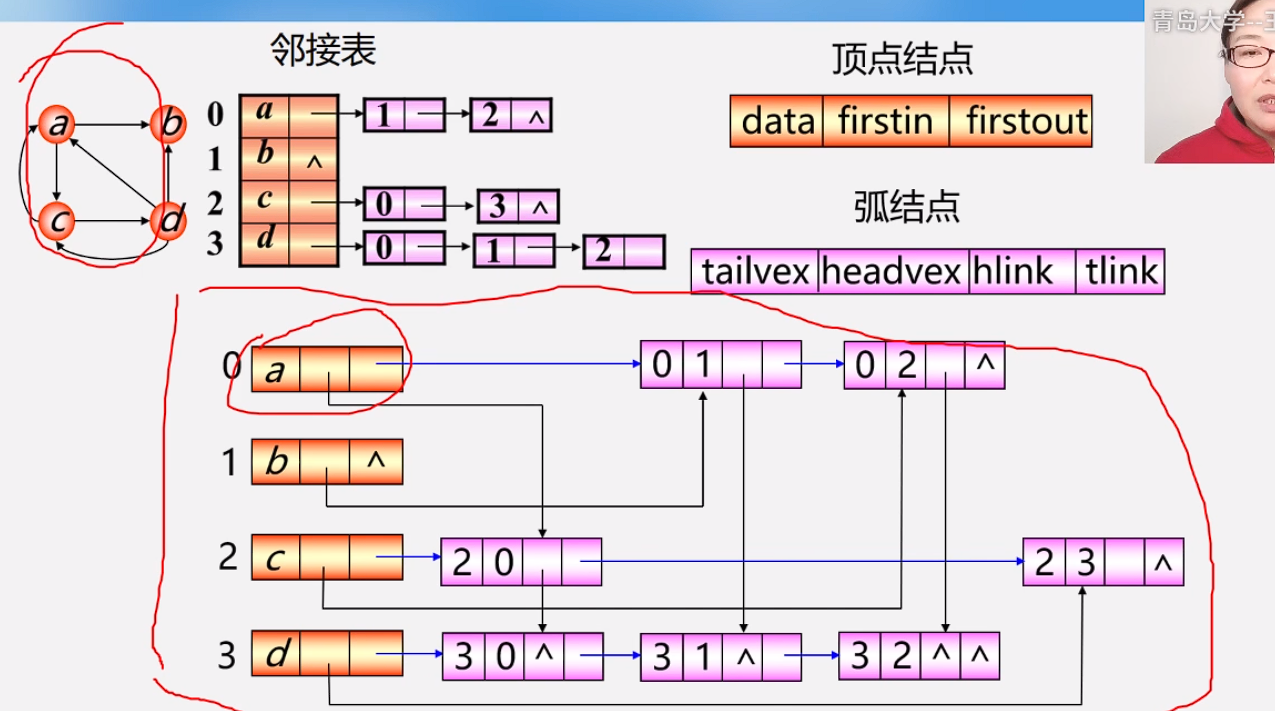 青岛大学--王
邻接表
顶点结点
a b
c d
0 a 1 2 ^
1 b ^
2 c 0 3 ^
3 d 0 1 2
data firstin firstout
弧结点
tailvex headvex hlink tlink
0 a 0 1 0 2 ^
1 b ^
2 c 2 0 2 3 ^
3 d 3 0 ^ 3 1 ^ 3 2 ^ ^